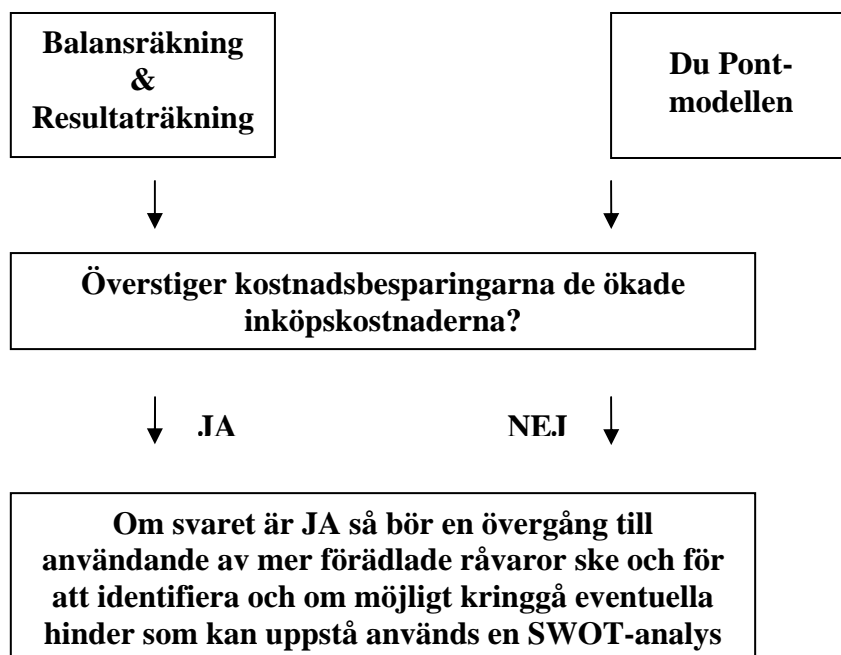 Balansräkning
&
Resultaträkning
Du Pont-
modellen
Överstiger kostnadsbesparingarna de ökade
inköpskostnaderna?
JA
NEJ
Om svaret är JA så bör en övergång till
användande av mer förädlade råvaror ske och för
att identifiera och om möjligt kringgå eventuella
hinder som kan uppstå används en SWOT-analys